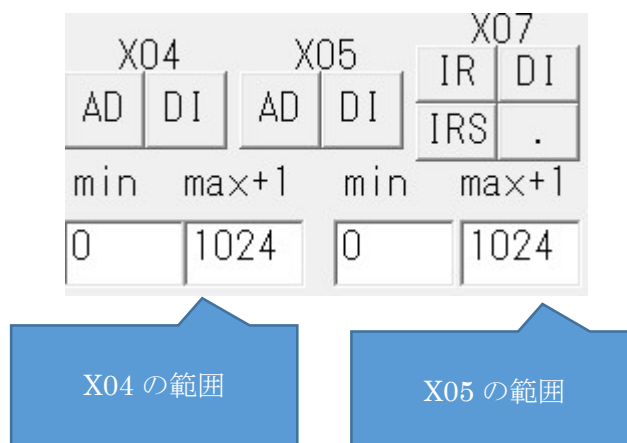 X04 X05 X07
AD DI AD DI IR DI
IRS .
min max+1 min max+1
0 1024 0 1024
X04 の範囲 X05 の範囲